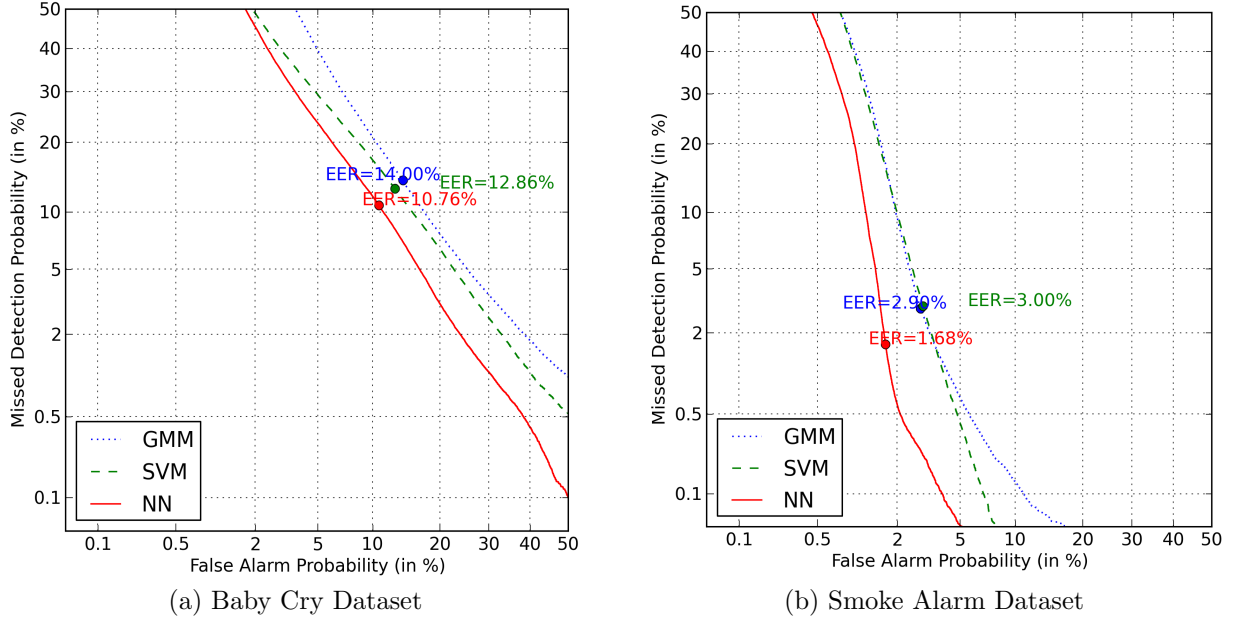 50
40
30
20
10
5
2
0.5
0.1
Missed Detection Probability (in %)
EER=14.00%
EER=12.86%
EER=10.76%
GMM
SVM
NN
0.1 0.5 2 5 10 20 30 40 50
False Alarm Probability (in %)
(a) Baby Cry Dataset
50
40
30
20
10
5
2
0.5
0.1
Missed Detection Probability (in %)
EER=2.90%
EER=3.00%
EER=1.68%
GMM
SVM
NN
0.1 0.5 2 5 10 20 30 40 50
False Alarm Probability (in %)
(b) Smoke Alarm Dataset